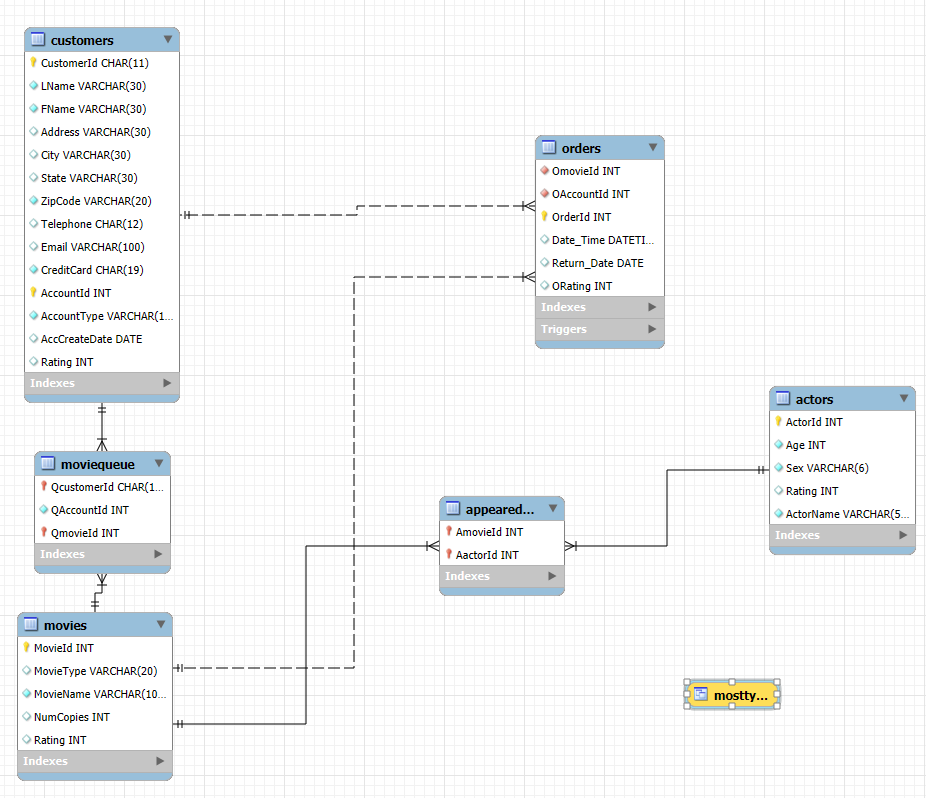 customers
CustomerId CHAR(11)
LName VARCHAR(30)
FName VARCHAR(30)
Address VARCHAR(30)
City VARCHAR(30)
State VARCHAR(30)
ZipCode VARCHAR(20)
Telephone CHAR(12)
Email VARCHAR(100)
CreditCard CHAR(19)
AccountId INT
AccountType VARCHAR(1...
AccCreateDate DATE
Rating INT
Indexes
orders
OmovieId INT
OAccountId INT
OrderId INT
Date_Time DATETI...
Return_Date DATE
ORating INT
Indexes
Triggers
actors
ActorId INT
Age INT
Sex VARCHAR(6)
Rating INT
ActorName VARCHAR(5...
Indexes
moviequeue
QcustomerId CHAR(1...
QAccountId INT
QmovieId INT
Indexes
appeared...
AmovieId INT
AactorId INT
Indexes
movies
MovieId INT
MovieType VARCHAR(20)
MovieName VARCHAR(10...
NumCopies INT
Rating INT
Indexes
mostty...